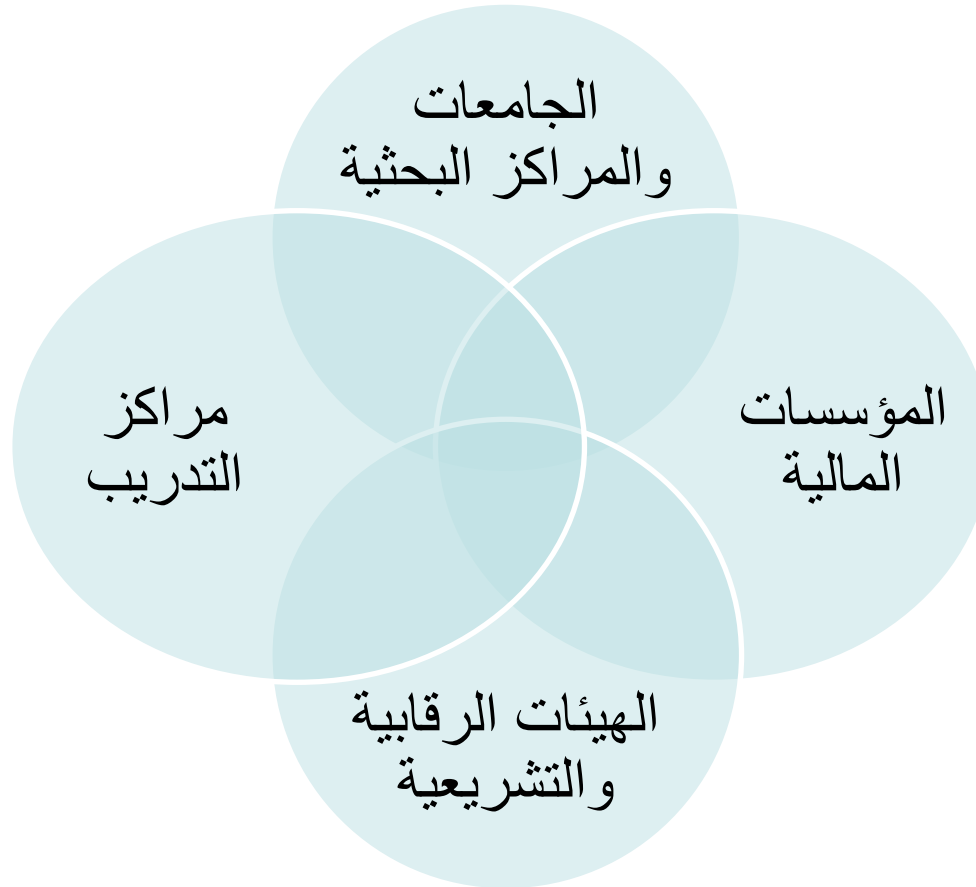 الجامعات
والمراكز البحثية
المؤسسات
المالية
مراكز
التدريب
الهيئات الرقابية
والتشريعية